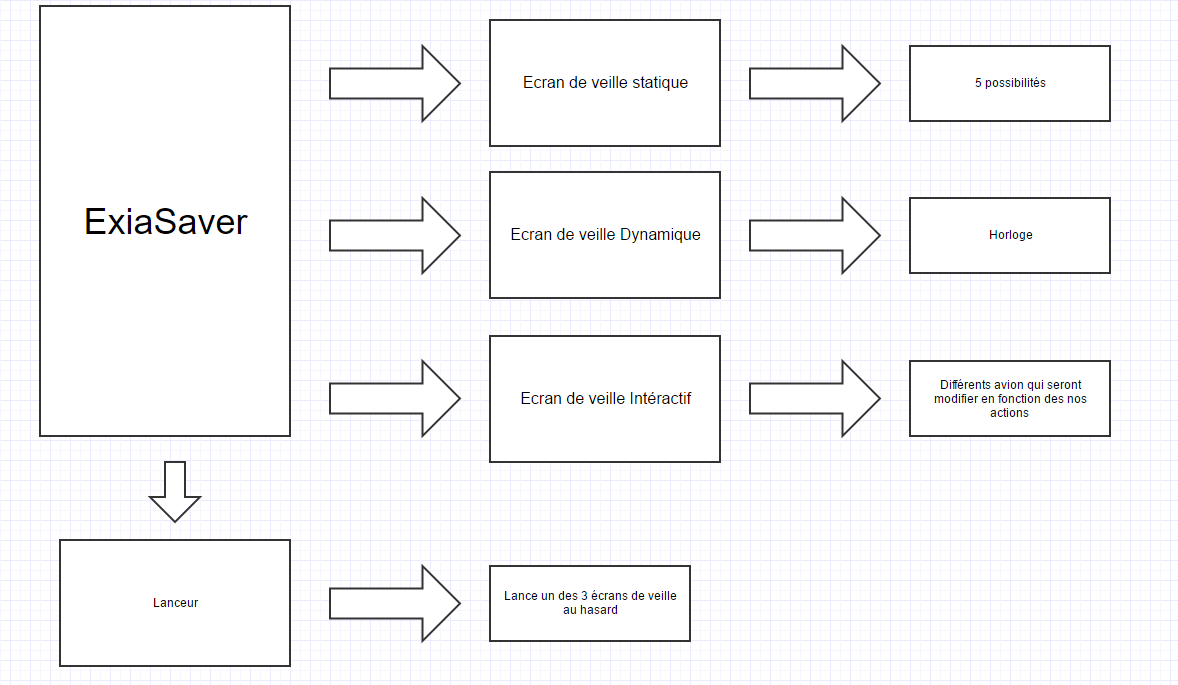 ExiaSaver
Ecran de veille statique
5 possibilités
Ecran de veille Dynamique
Horloge
Ecran de veille Intéractif
Différents avion qui seront
modifier en fonction des nos
actions
Lanceur
Lance un des 3 écrans de veille
au hasard